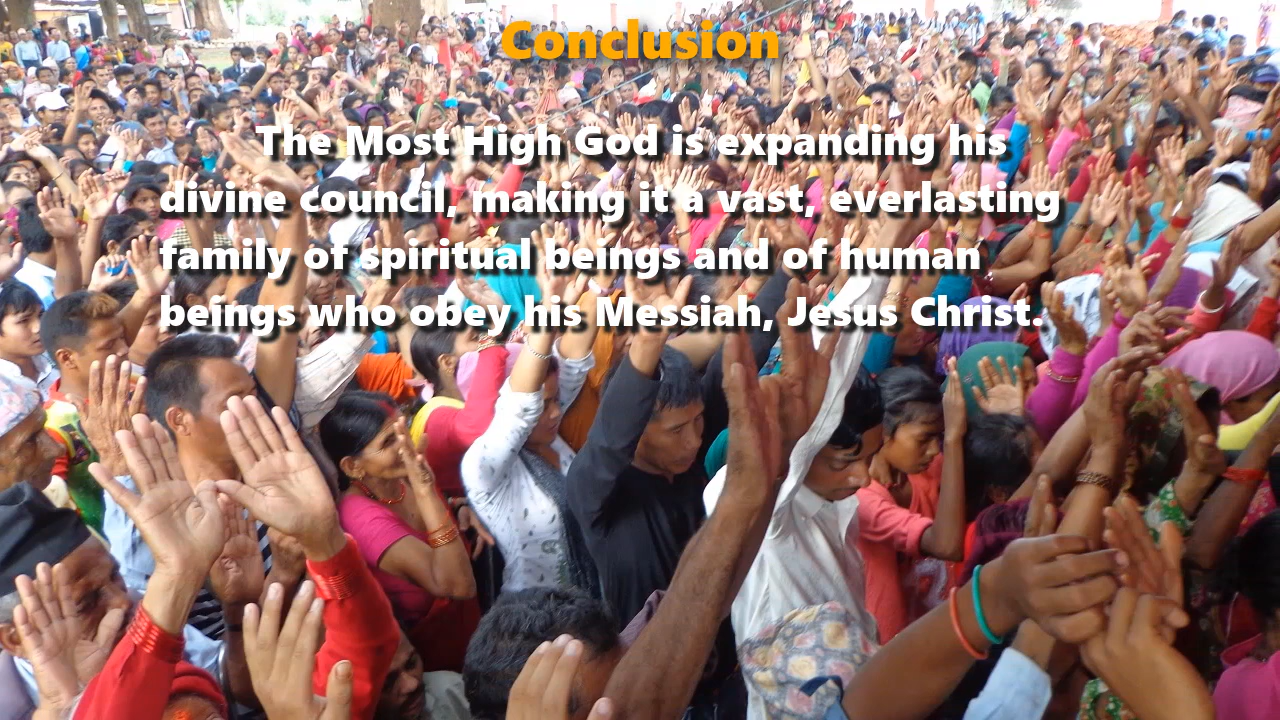 Conclusion
The Most High God is expanding his
divine council, making it a vast, everlasting
family of spiritual beings and of human
beings who obey his Messiah, Jesus Christ.